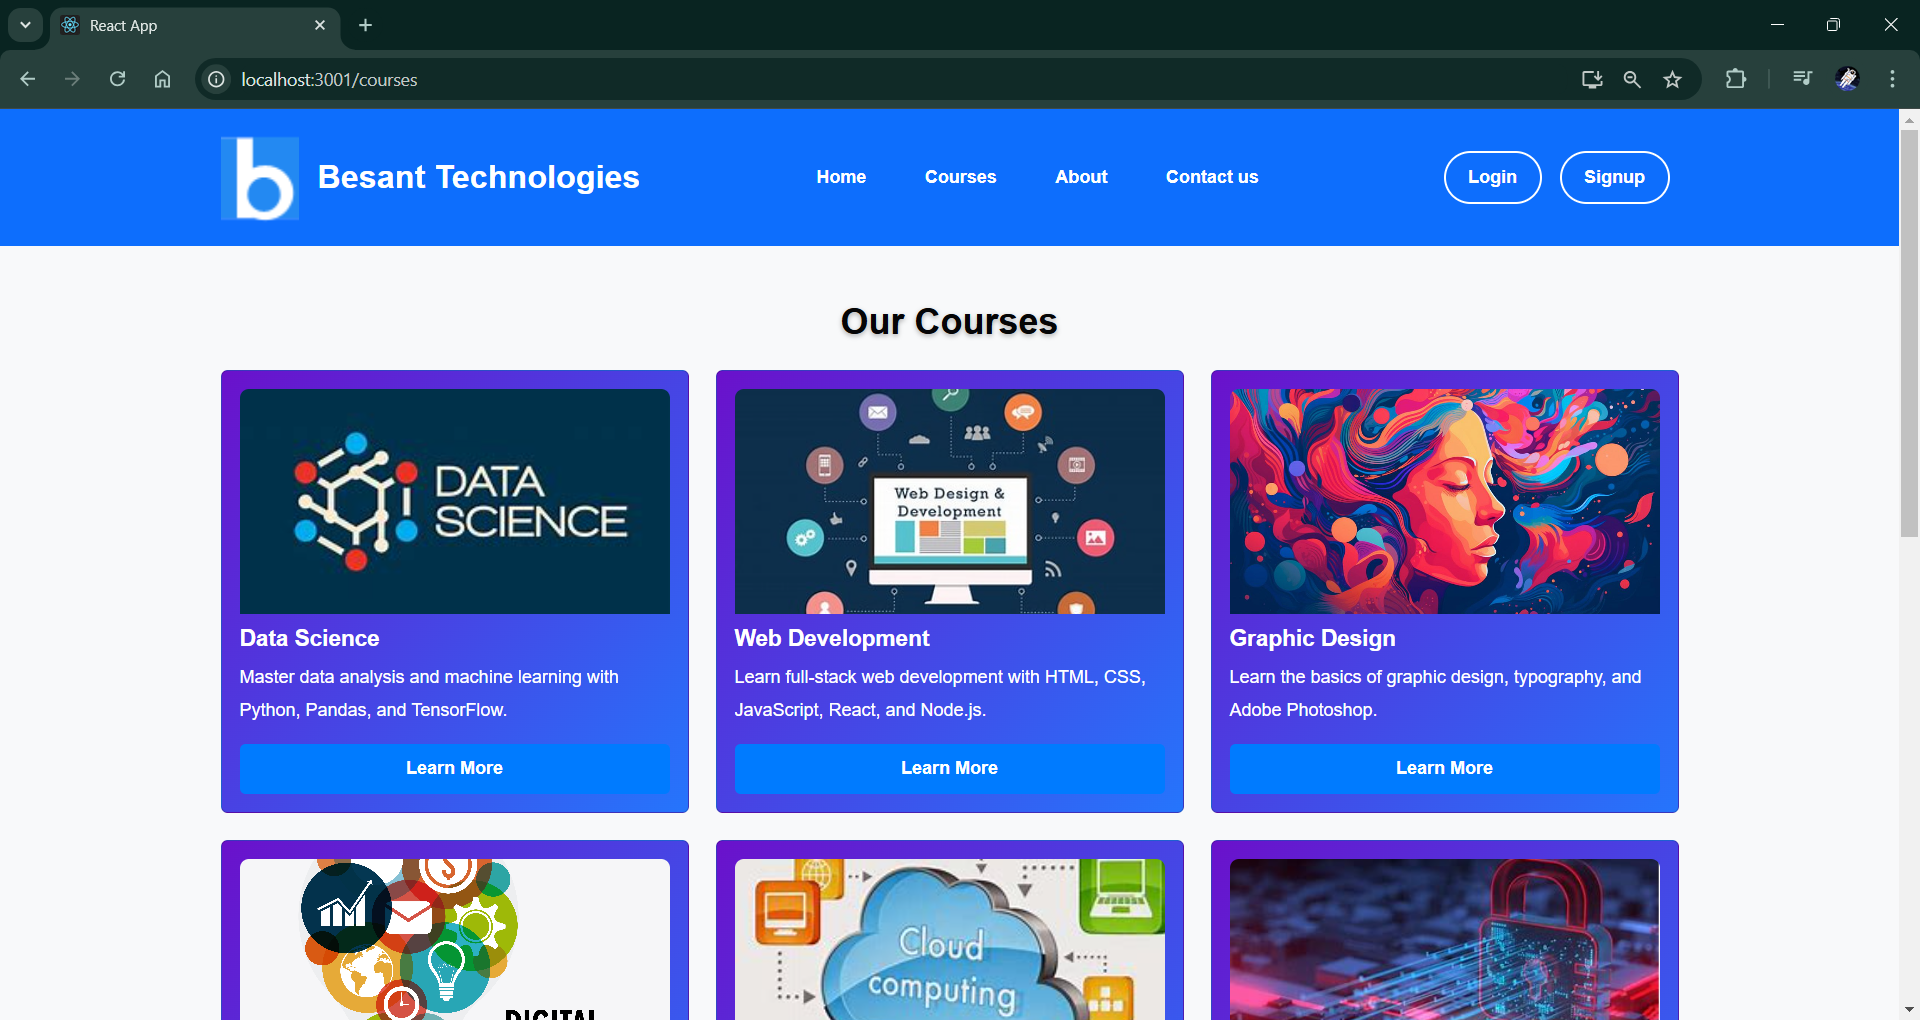 React App
localhost:3001/courses
b
Besant Technologies
Home
Courses
About
Contact us
Login
Signup
Our Courses
DATA
SCIENCE
Web Design &
Development
Data Science
Web Development
Graphic Design
Master data analysis and machine learning with
Python, Pandas, and TensorFlow.
Learn full-stack web development with HTML, CSS,
JavaScript, React, and Node.js.
Learn the basics of graphic design, typography, and
Adobe Photoshop.
Learn More
Learn More
Learn More
DIGITAL
Cloud
computing